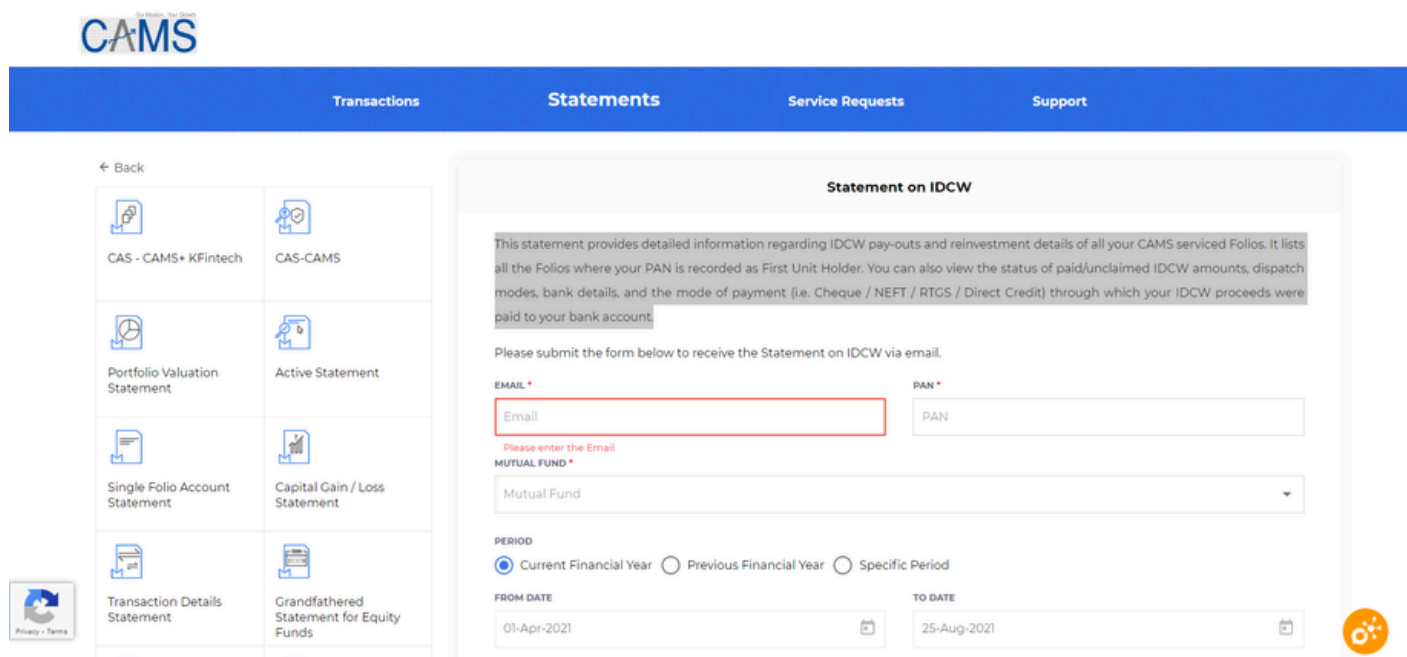 Our Mission, Your Growth
CAMS
Transactions
Statements
Service Requests
Support
← Back
CAS - CAMS+ KFintech
CAS-CAMS
Portfolio Valuation
Statement
Active Statement
Single Folio Account
Statement
Capital Gain / Loss
Statement
Transaction Details
Statement
Grandfathered
Statement for Equity
Funds
Statement on IDCW
This statement provides detailed information regarding IDCW pay-outs and reinvestment details of all your CAMS serviced Folios. It lists
all the Folios where your PAN is recorded as First Unit Holder. You can also view the status of paid/unclaimed IDCW amounts, dispatch
modes, bank details, and the mode of payment (i.e. Cheque / NEFT / RTGS / Direct Credit) through which your IDCW proceeds were
paid to your bank account.
Please submit the form below to receive the Statement on IDCW via email.
EMAIL *
PAN *
Email
PAN
Please enter the Email
MUTUAL FUND *
Mutual Fund
PERIOD
Current Financial Year
Previous Financial Year
Specific Period
FROM DATE
TO DATE
01-Apr-2021
25-Aug-2021
Privacy - Terms